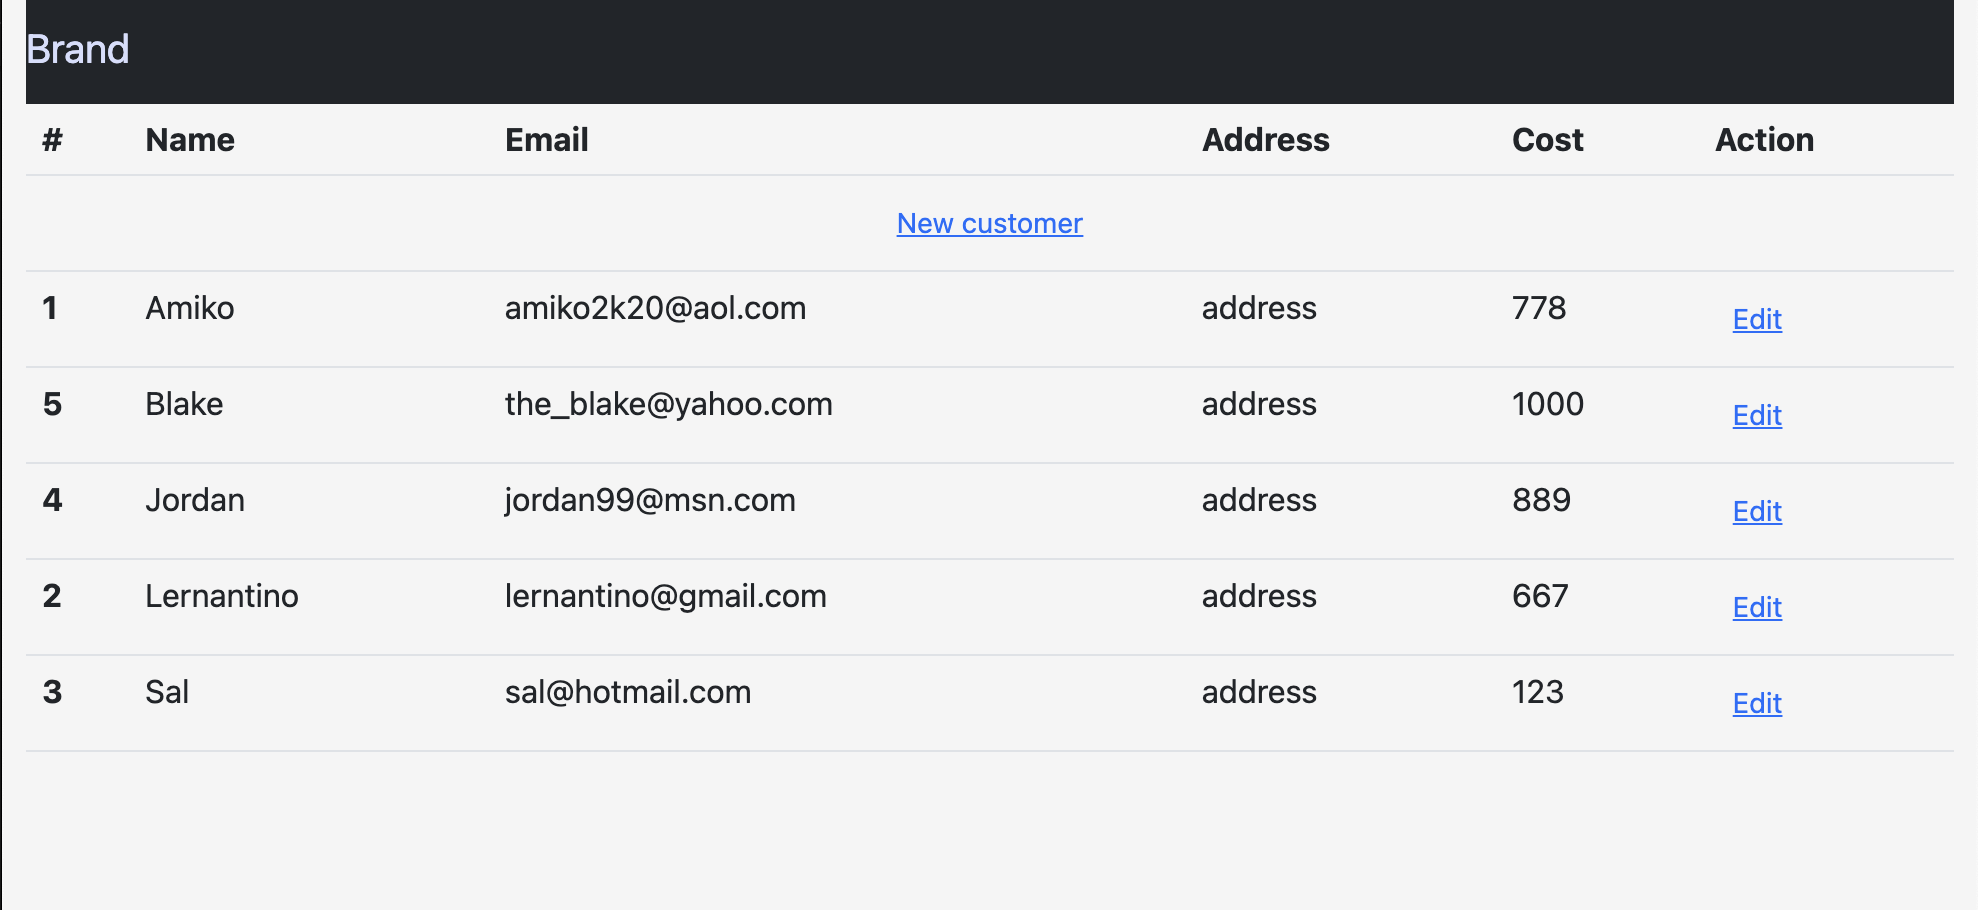 Brand
# Name Email Address Cost Action
New customer
1 Amiko amiko2k20@aol.com address 778 Edit
5 Blake the_blake@yahoo.com address 1000 Edit
4 Jordan jordan99@msn.com address 889 Edit
2 Lernantino lernantino@gmail.com address 667 Edit
3 Sal sal@hotmail.com address 123 Edit